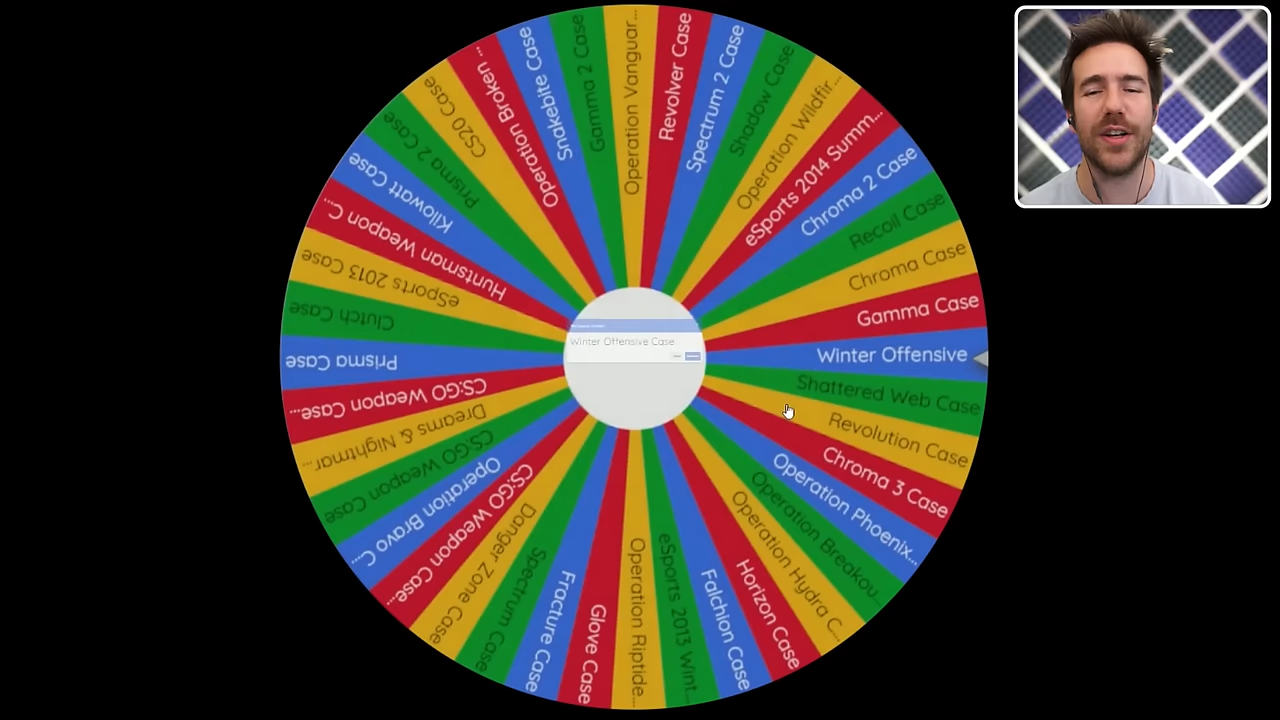 Operation Vanguar...
Revolver Case
Spectrum 2 Case
Shadow Case
Operation Wildfir...
eSports 2014 Summ...
Chroma 2 Case
Recoil Case
Chroma Case
Gamma Case
Winter Offensive
Shattered Web Case
Revolution Case
Chroma 3 Case
Operation Phoenix...
Operation Breakou...
Operation Hydra C...
Horizon Case
Falchion Case
eSports 2013 Wint...
Operation Riptide...
Glove Case
Fracture Case
Spectrum Case
Danger Zone Case
CS:GO Weapon Case...
Operation Bravo C...
CS:GO Weapon Case
Dreams & Nightmar...
CS:GO Weapon Case...
Prisma Case
Clutch Case
eSports 2013 Case
Huntsman Weapon C...
Kilowatt Case
Prisma 2 Case
CS20 Case
Operation Broken ...
Snakebite Case
Gamma 2 Case
Winter Offensive Case